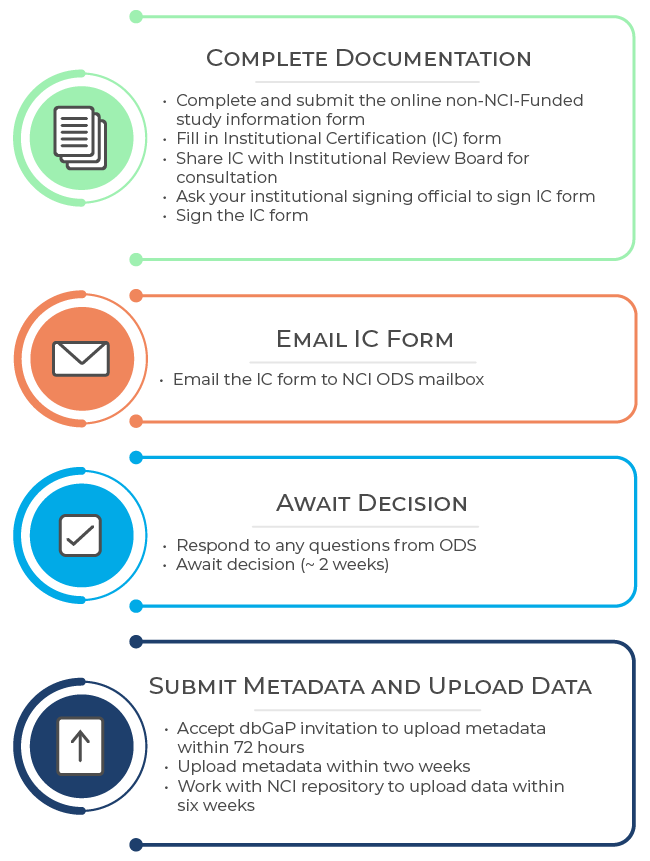 Complete Documentation
• Complete and submit the online non-NCI-Funded
study information form
• Fill in Institutional Certification (IC) form
• Share IC with Institutional Review Board for
consultation
• Ask your institutional signing official to sign IC form
• Sign the IC form
Email IC Form
• Email the IC form to NCI ODS mailbox
Await Decision
• Respond to any questions from ODS
• Await decision (~ 2 weeks)
Submit Metadata and Upload Data
• Accept dbGaP invitation to upload metadata
within 72 hours
• Upload metadata within two weeks
• Work with NCI repository to upload data within
six weeks